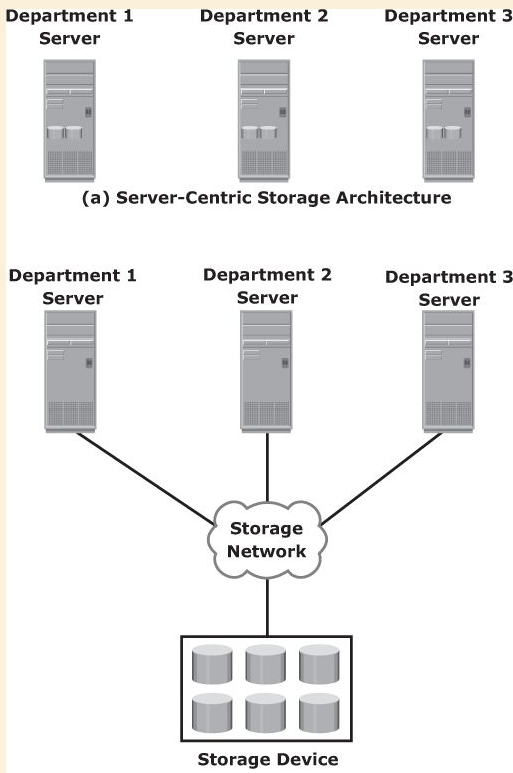 Department 1
Server
Department 2
Server
Department 3
Server
(a) Server-Centric Storage Architecture
Department 1
Server
Department 2
Server
Department 3
Server
Storage
Network
Storage Device